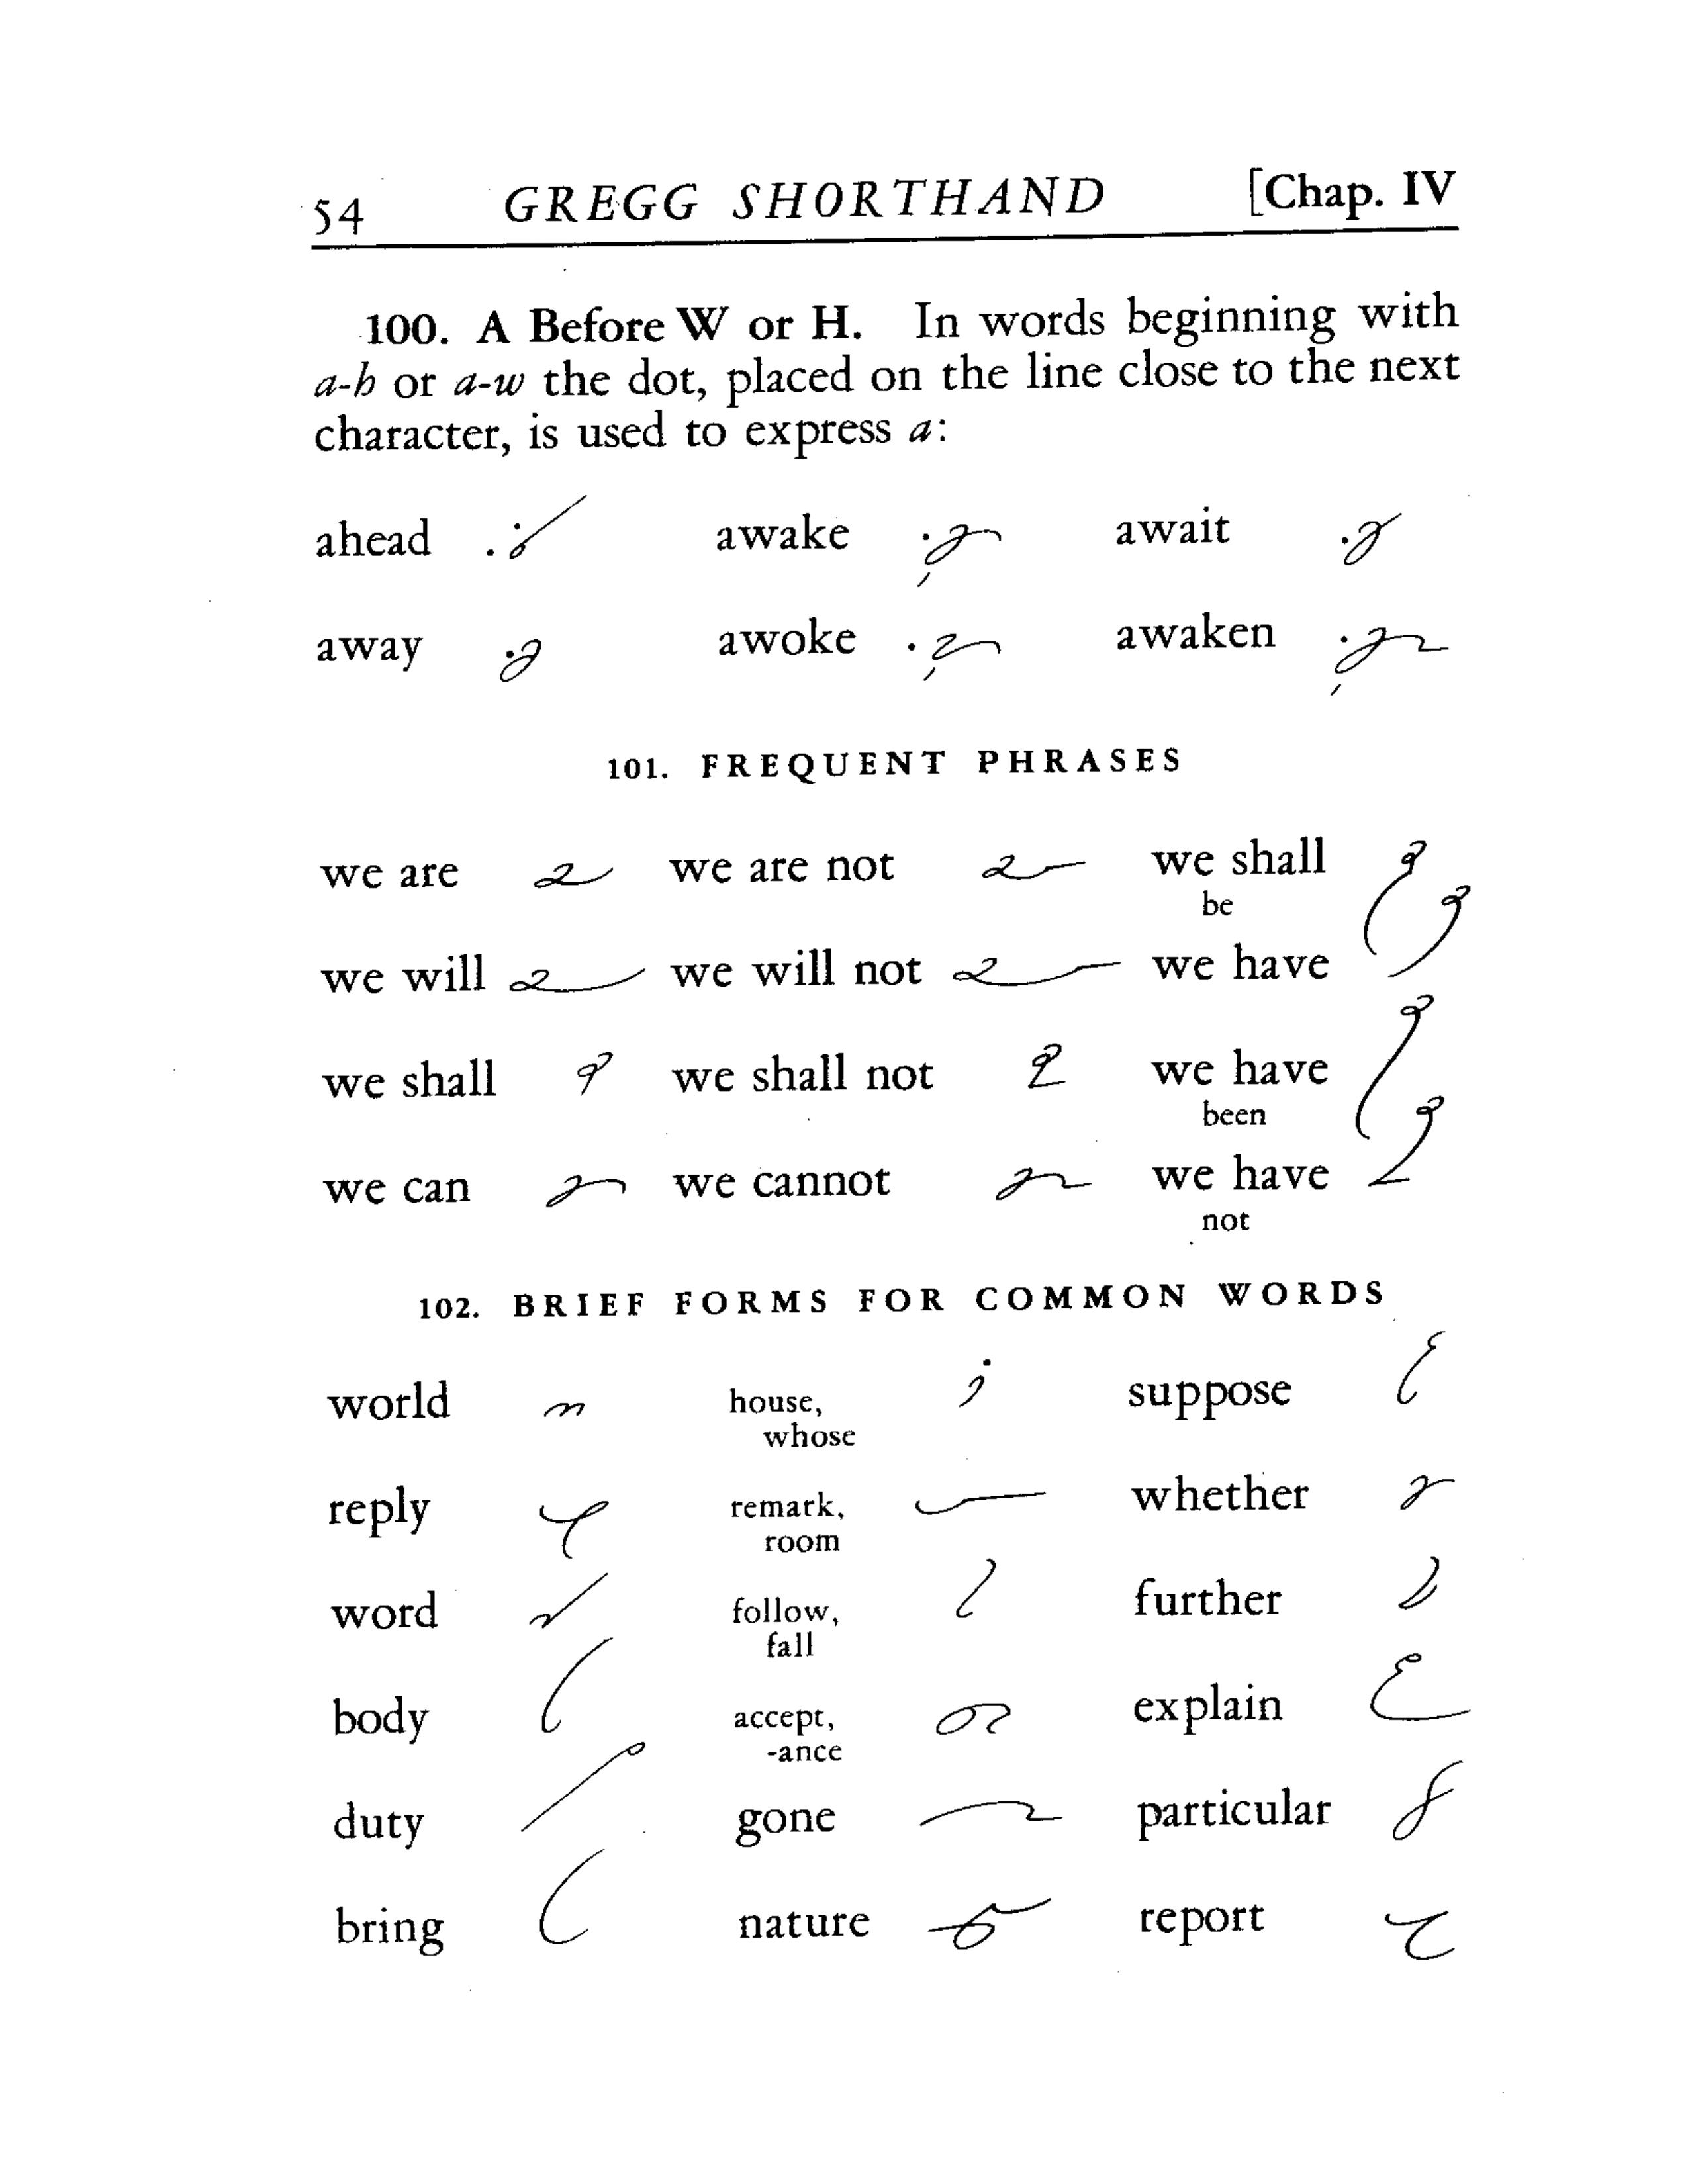 54 GREGG SHORTHAND [Chap. IV
100. A Before W or H. In words beginning with
a-h or a-w the dot, placed on the line close to the next
character, is used to express a:
ahead awake await
away awoke awaken
101. FREQUENT PHRASES
we are we are not we shall
be
we will we will not we have
we shall we shall not we have
been
we can we cannot we have
not
102. BRIEF FORMS FOR COMMON WORDS
world house, suppose
whose
reply remark, whether
room
word follow, further
fall
body accept, explain
-ance
duty gone particular
bring nature report